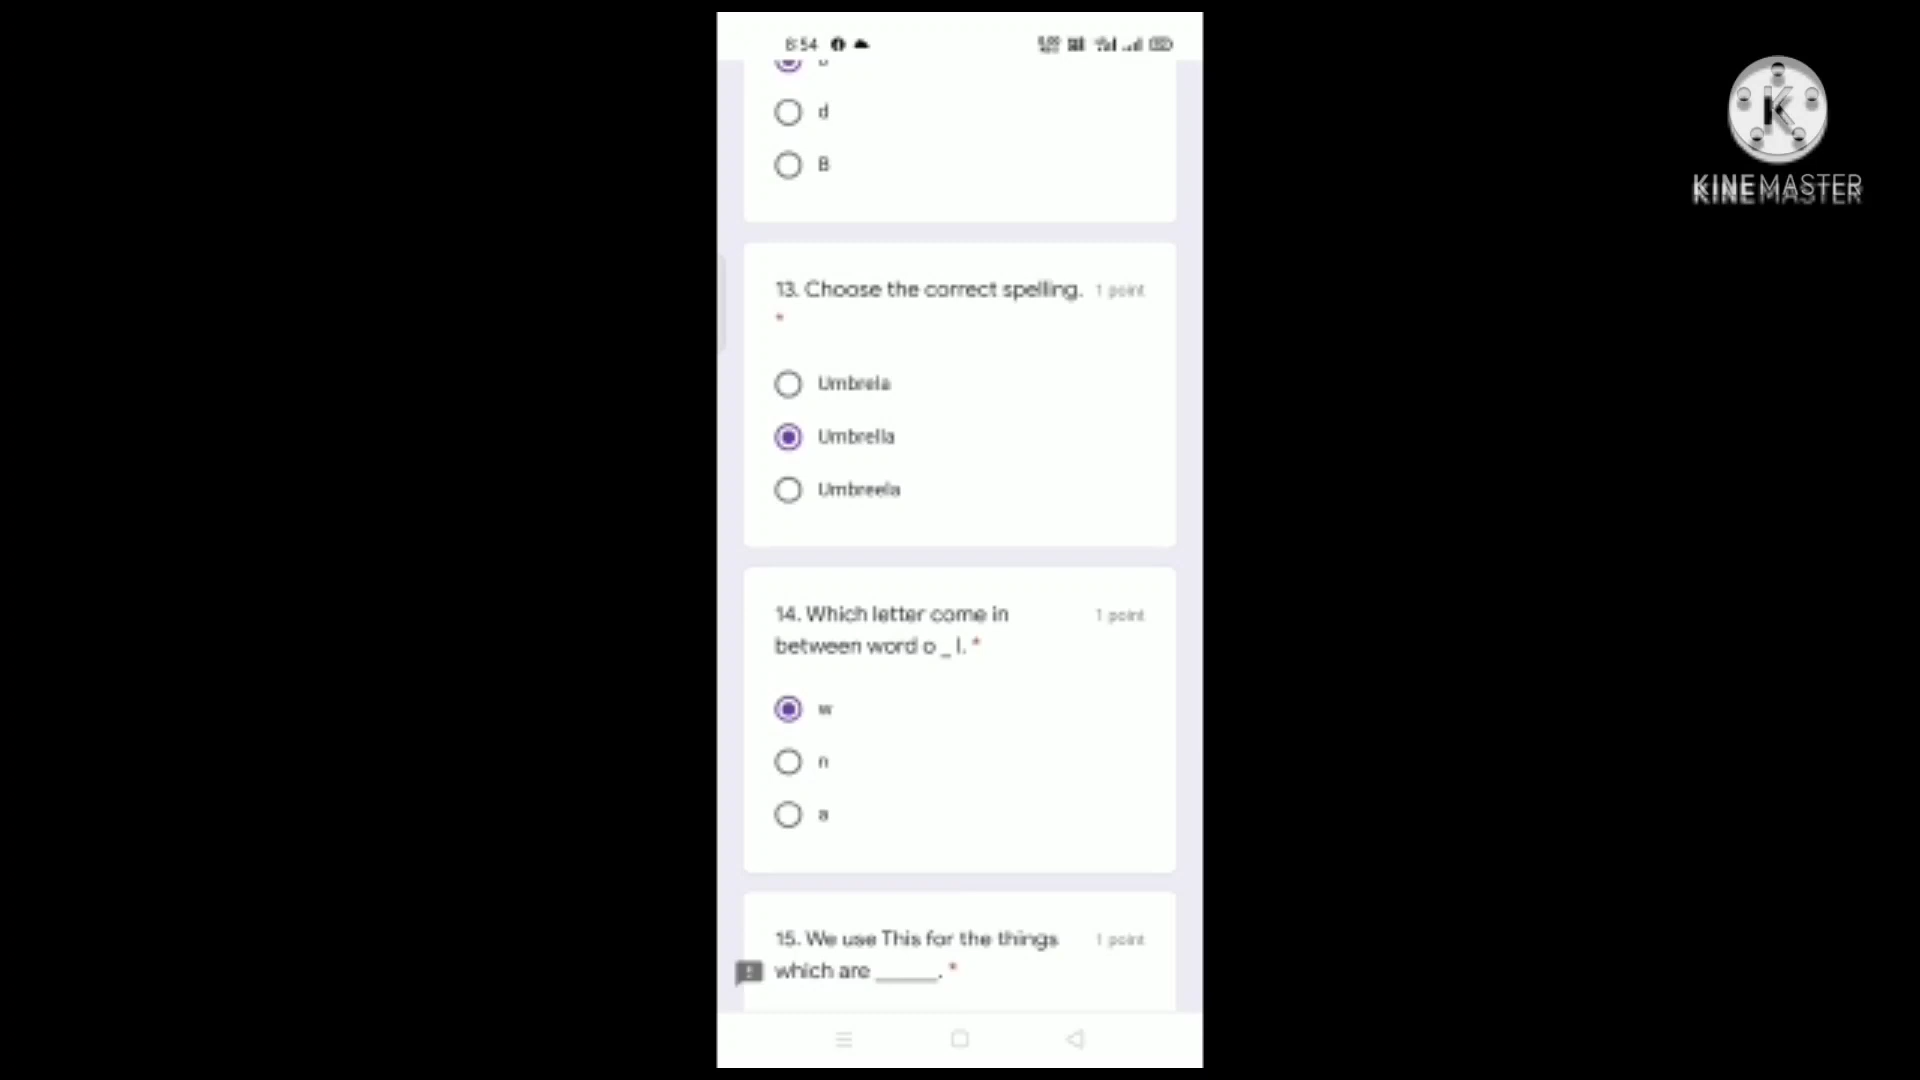 8:54
d
B
13. Choose the correct spelling. 1 point
*
Umbrela
Umbrella
Umbreela
14. Which letter come in 1 point
between word o _ l. *
w
n
a
15. We use This for the things 1 point
which are ______. *
K
KINEMASTER